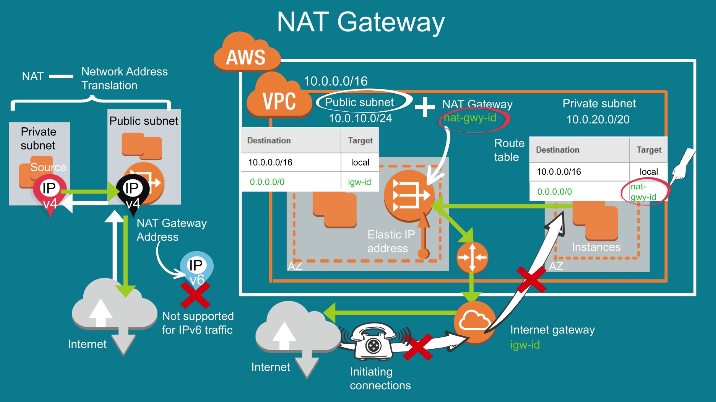 NAT Gateway
NAT
Network Address
Translation
Private
subnet
Public subnet
Source
IP
v4
IP
v4
NAT Gateway
Address
IP
v6
Not supported
for IPv6 traffic
Internet
AWS
VPC
10.0.0.0/16
Public subnet
10.0.10.0/24
NAT Gateway
nat-gwy-id
Private subnet
10.0.20.0/20
Destination Target
10.0.0.0/16 local
0.0.0.0/0 igw-id
Route
table
Destination Target
10.0.0.0/16 local
0.0.0.0/0 nat-
gwy-id
Elastic IP
address
AZ
Instances
AZ
Internet
Initiating
connections
Internet gateway
igw-id